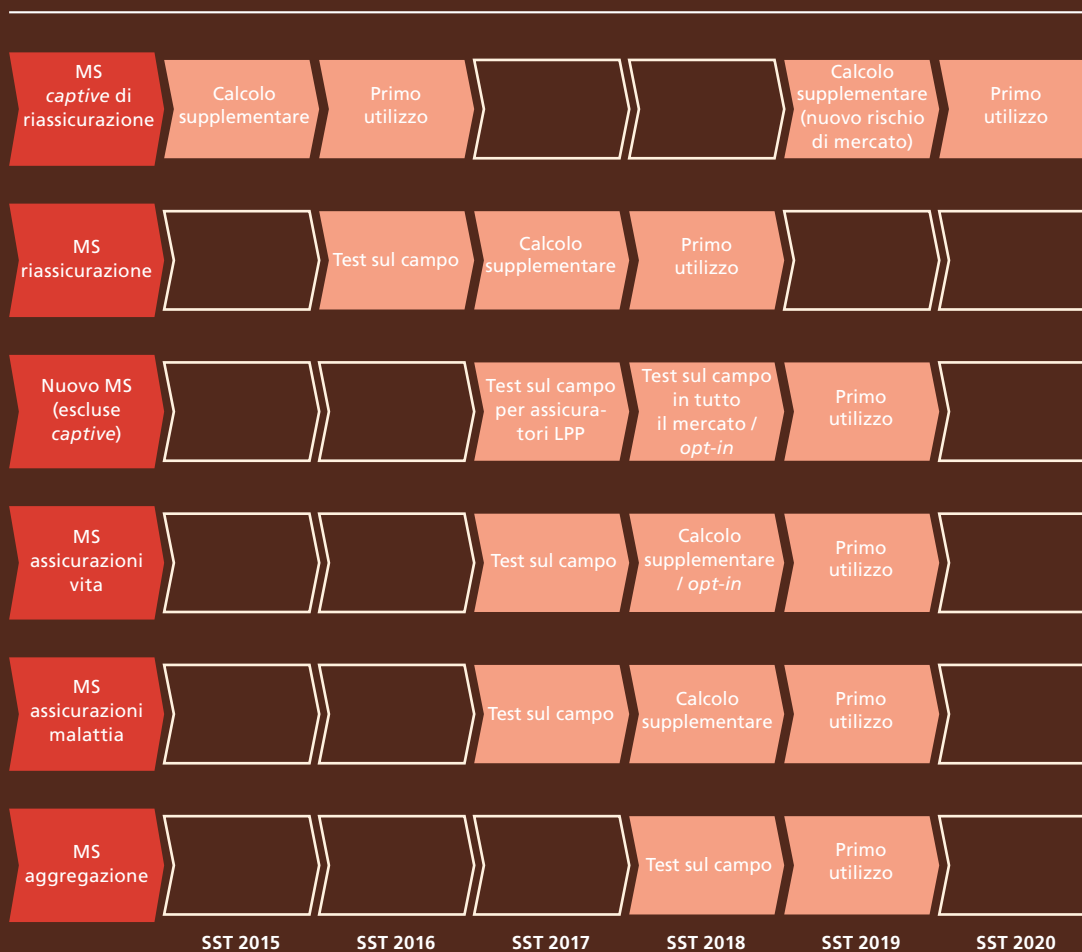 MS
captive di
riassicurazione
Calcolo
supplementare
Primo
utilizzo
Calcolo
supplementare
(nuovo rischio
di mercato)
Primo
utilizzo
MS
riassicurazione
Test sul campo
Calcolo
supplementare
Primo
utilizzo
Nuovo MS
(escluse
captive)
Test sul campo
per assicura-
tori LPP
Test sul campo
in tutto
il mercato /
opt-in
Primo
utilizzo
MS
assicurazioni
vita
Test sul campo
Calcolo
supplementare
/ opt-in
Primo
utilizzo
MS
assicurazioni
malattia
Test sul campo
Calcolo
supplementare
Primo
utilizzo
MS
aggregazione
Test sul campo
Primo
utilizzo
SST 2015
SST 2016
SST 2017
SST 2018
SST 2019
SST 2020